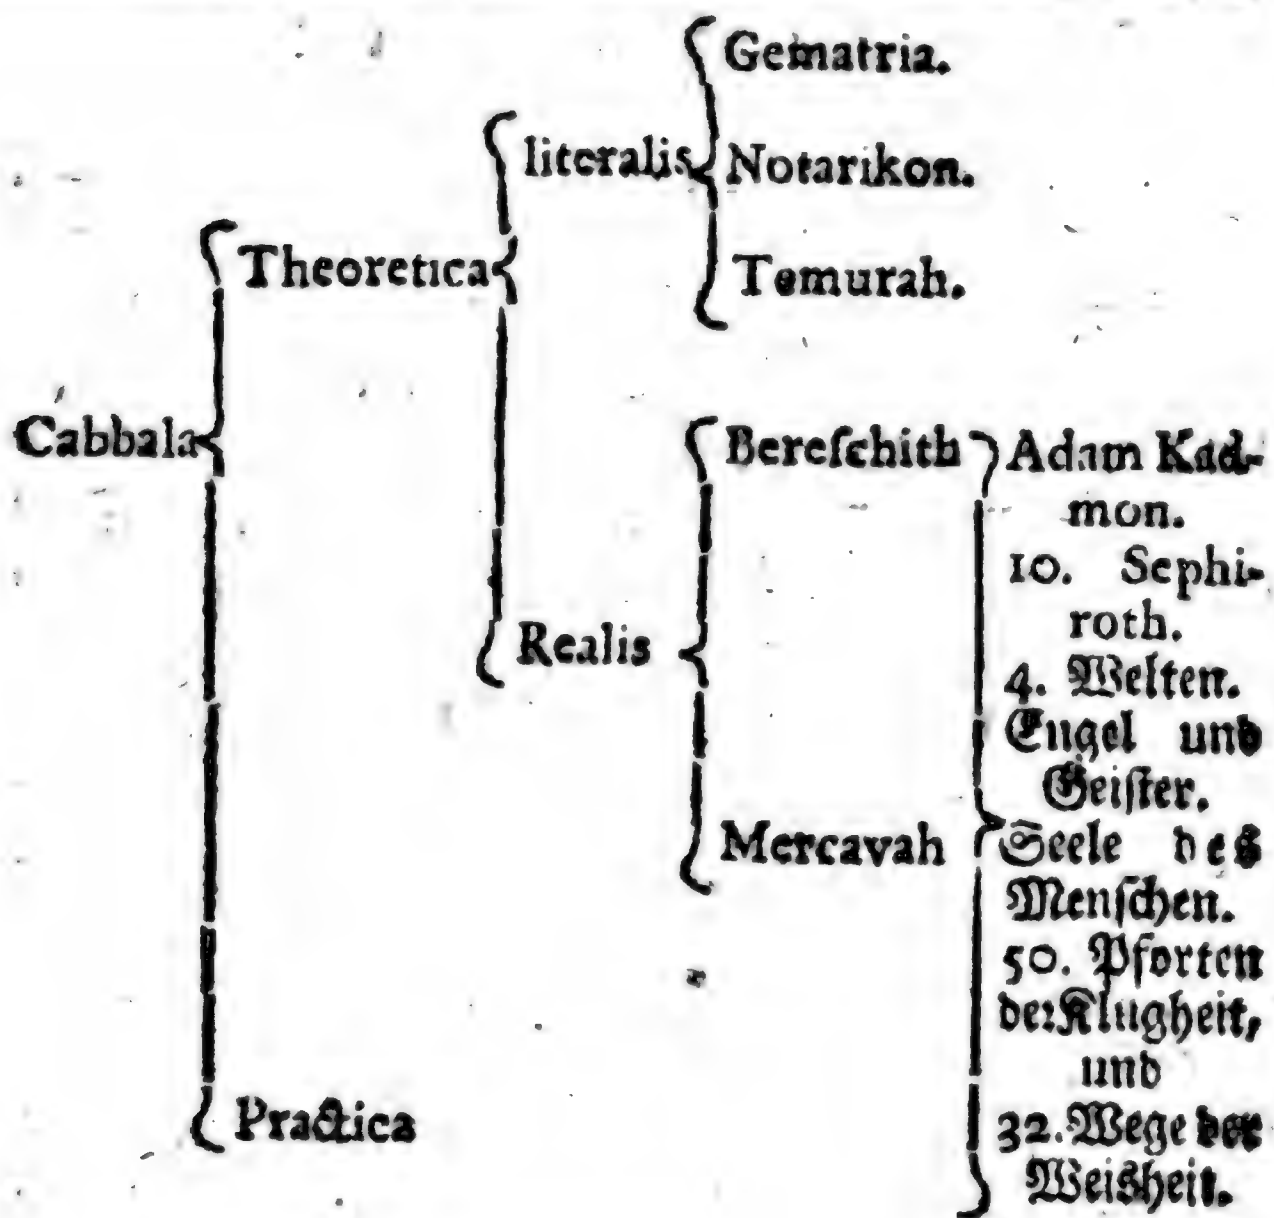 Gematria.
literalis
Notarikon.
Theoretica
Temurah.
Cabbala
Bereſchith
Adam Kad-
mon.
10. Sephi-
roth.
Realis
4. Welten.
Engel und
Geiſter.
Mercavah
Seele des
Menſchen.
50. Pforten
der Klugheit,
und
Practica
32. Wege der
Weisheit.